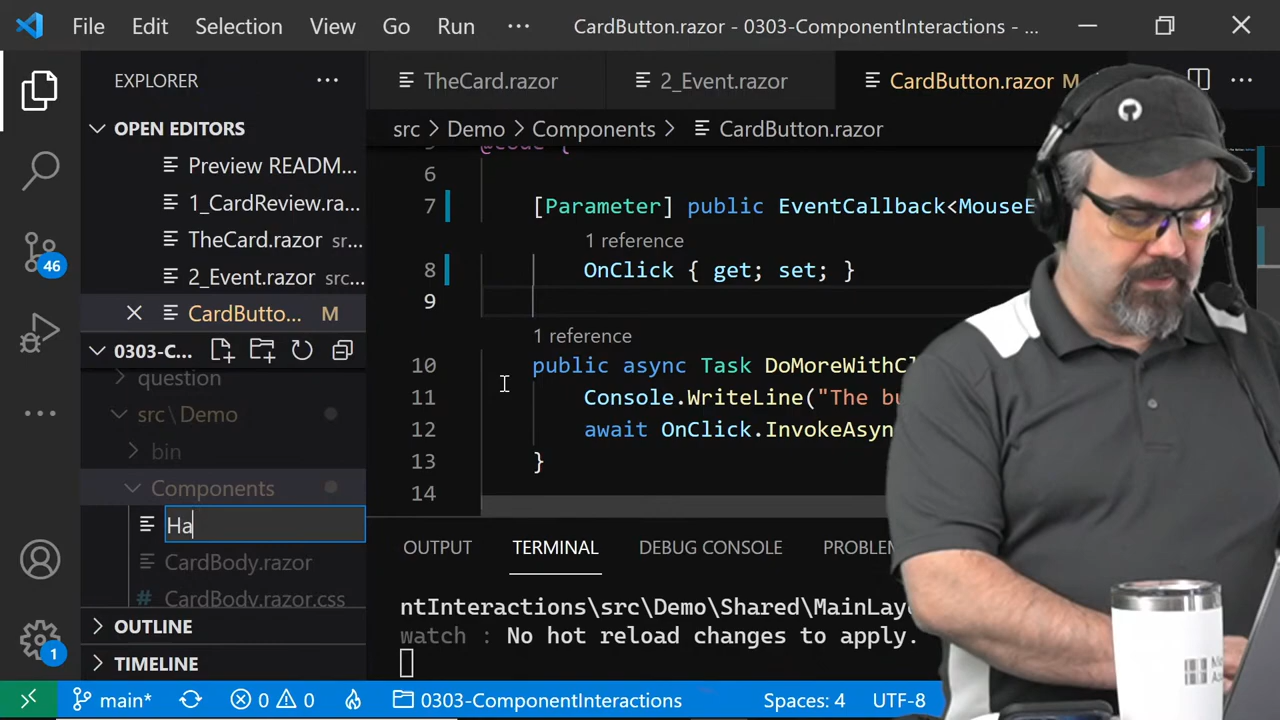 File Edit Selection View Go Run ··· CardButton.razor - 0303-ComponentInteractions - ...
EXPLORER ···
TheCard.razor
2_Event.razor
CardButton.razor M
OPEN EDITORS
src > Demo > Components > CardButton.razor
Preview README...
1_CardReview.ra...
TheCard.razor sr...
2_Event.razor src...
CardButto... M
0303-C...
question
src\Demo
bin
Components
Ha
CardBody.razor
CardBody.razor.css
OUTLINE
TIMELINE
46
1
@code {
6
7 [Parameter] public EventCallback<MouseE
1 reference
8 OnClick { get; set; }
9
1 reference
10 public async Task DoMoreWithCl
11 Console.WriteLine("The bu
12 await OnClick.InvokeAsyn
13 }
14
OUTPUT TERMINAL DEBUG CONSOLE PROBLEM
ntInteractions\src\Demo\Shared\MainLay
watch : No hot reload changes to apply.
main* 0 0 0303-ComponentInteractions Spaces: 4 UTF-8